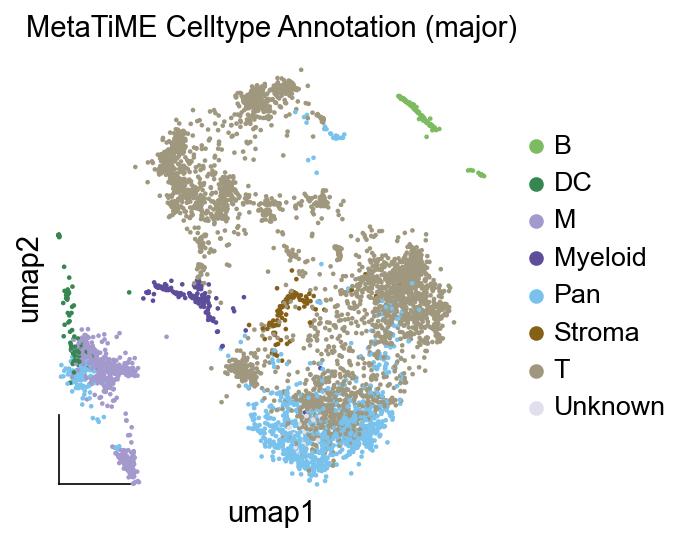 MetaTiME Celltype Annotation (major)
B
DC
M
Myeloid
Pan
Stroma
T
Unknown
umap2
umap1